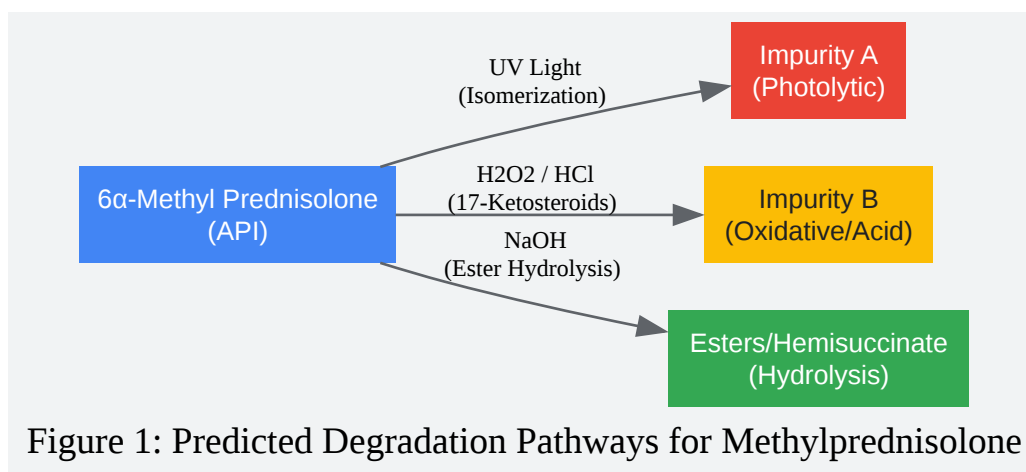 UV Light
(Isomerization)
Impurity A
(Photolytic)
6α-Methyl Prednisolone
(API)
H2O2 / HCl
(17-Ketosteroids)
Impurity B
(Oxidative/Acid)
NaOH
(Ester Hydrolysis)
Esters/Hemisuccinate
(Hydrolysis)
Figure 1: Predicted Degradation Pathways for Methylprednisolone